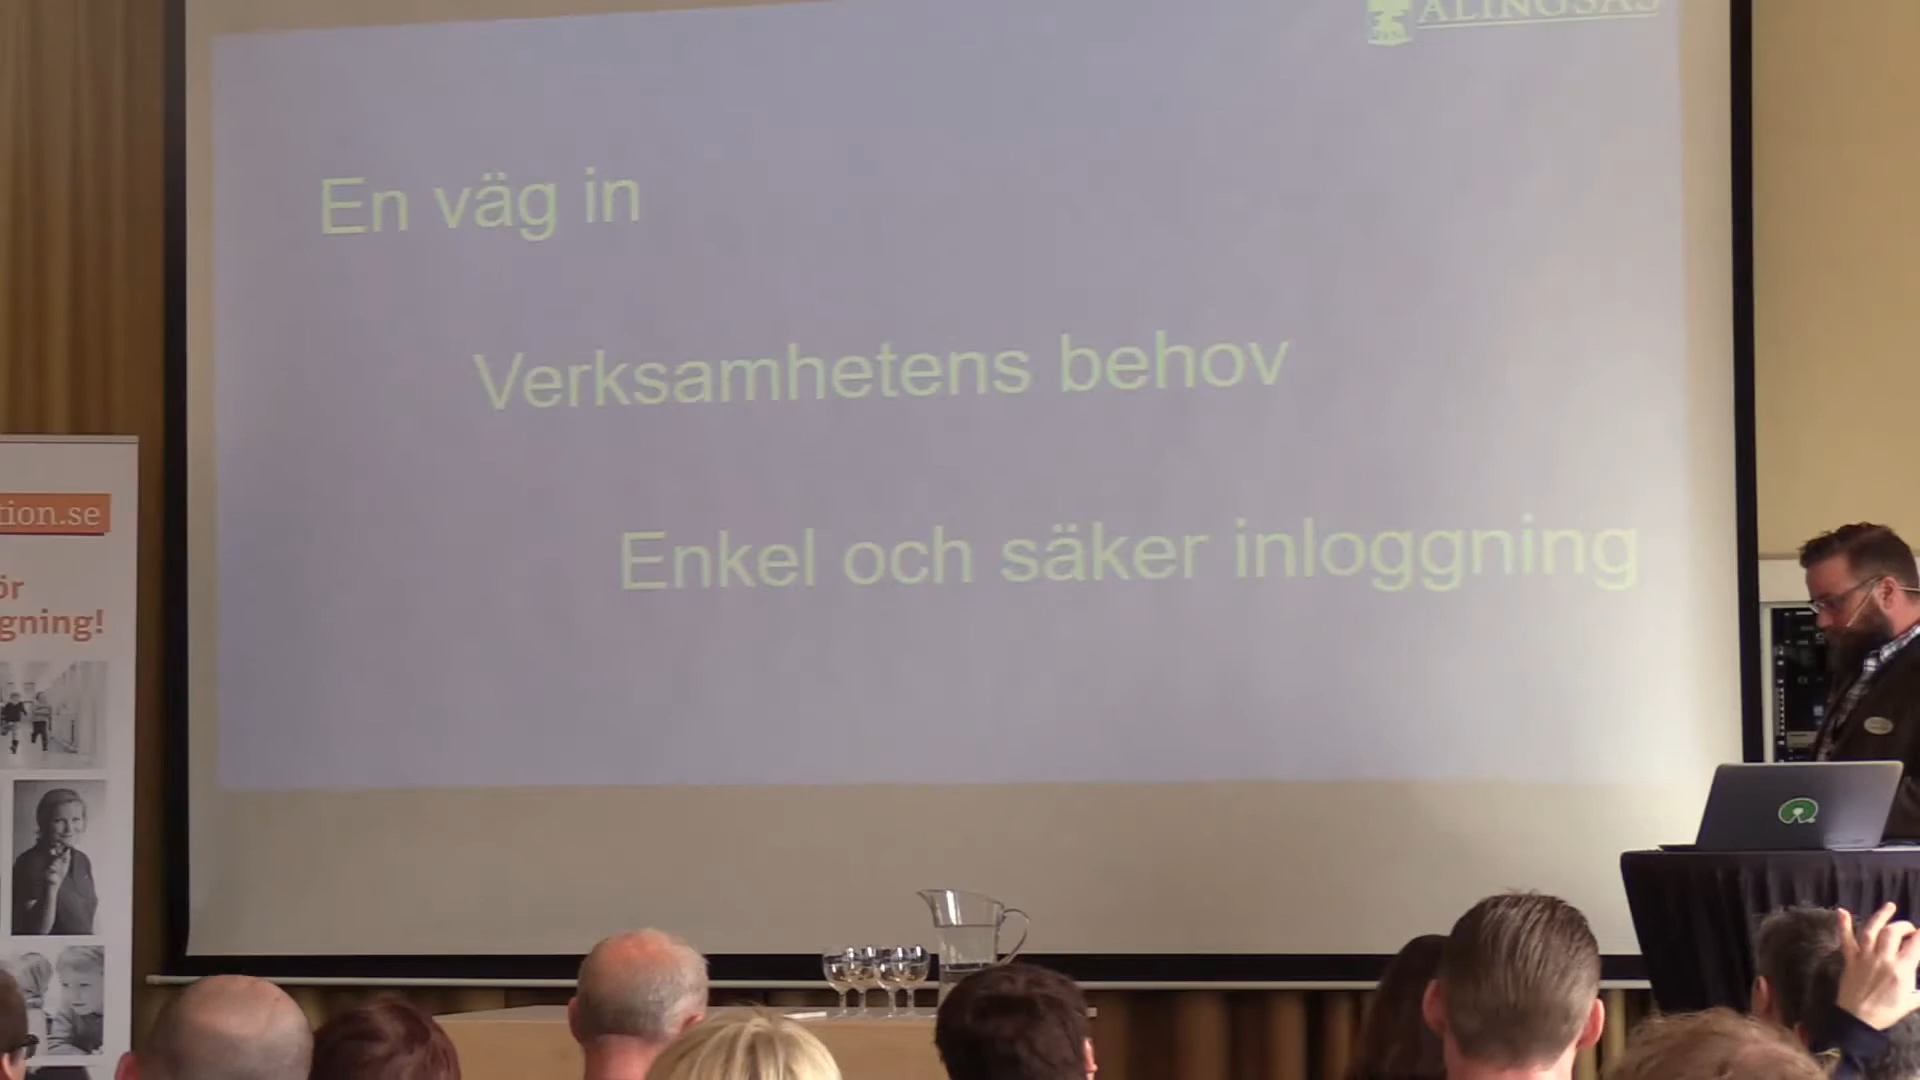 ALINGSÅS
En väg in
Verksamhetens behov
Enkel och säker inloggning
tion.se
ör
gning!